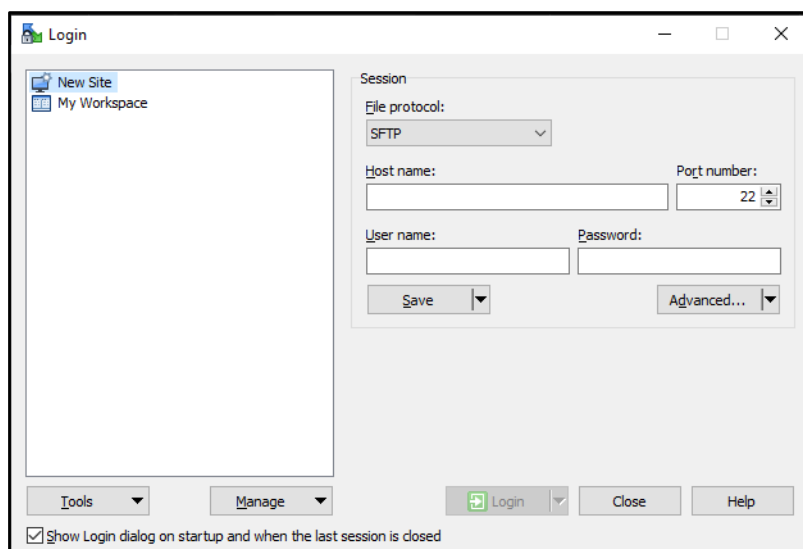 Login
New Site
My Workspace
Session
File protocol:
SFTP
Host name: Port number:
22
User name: Password:
Save Advanced...
Tools Manage Login Close Help
Show Login dialog on startup and when the last session is closed